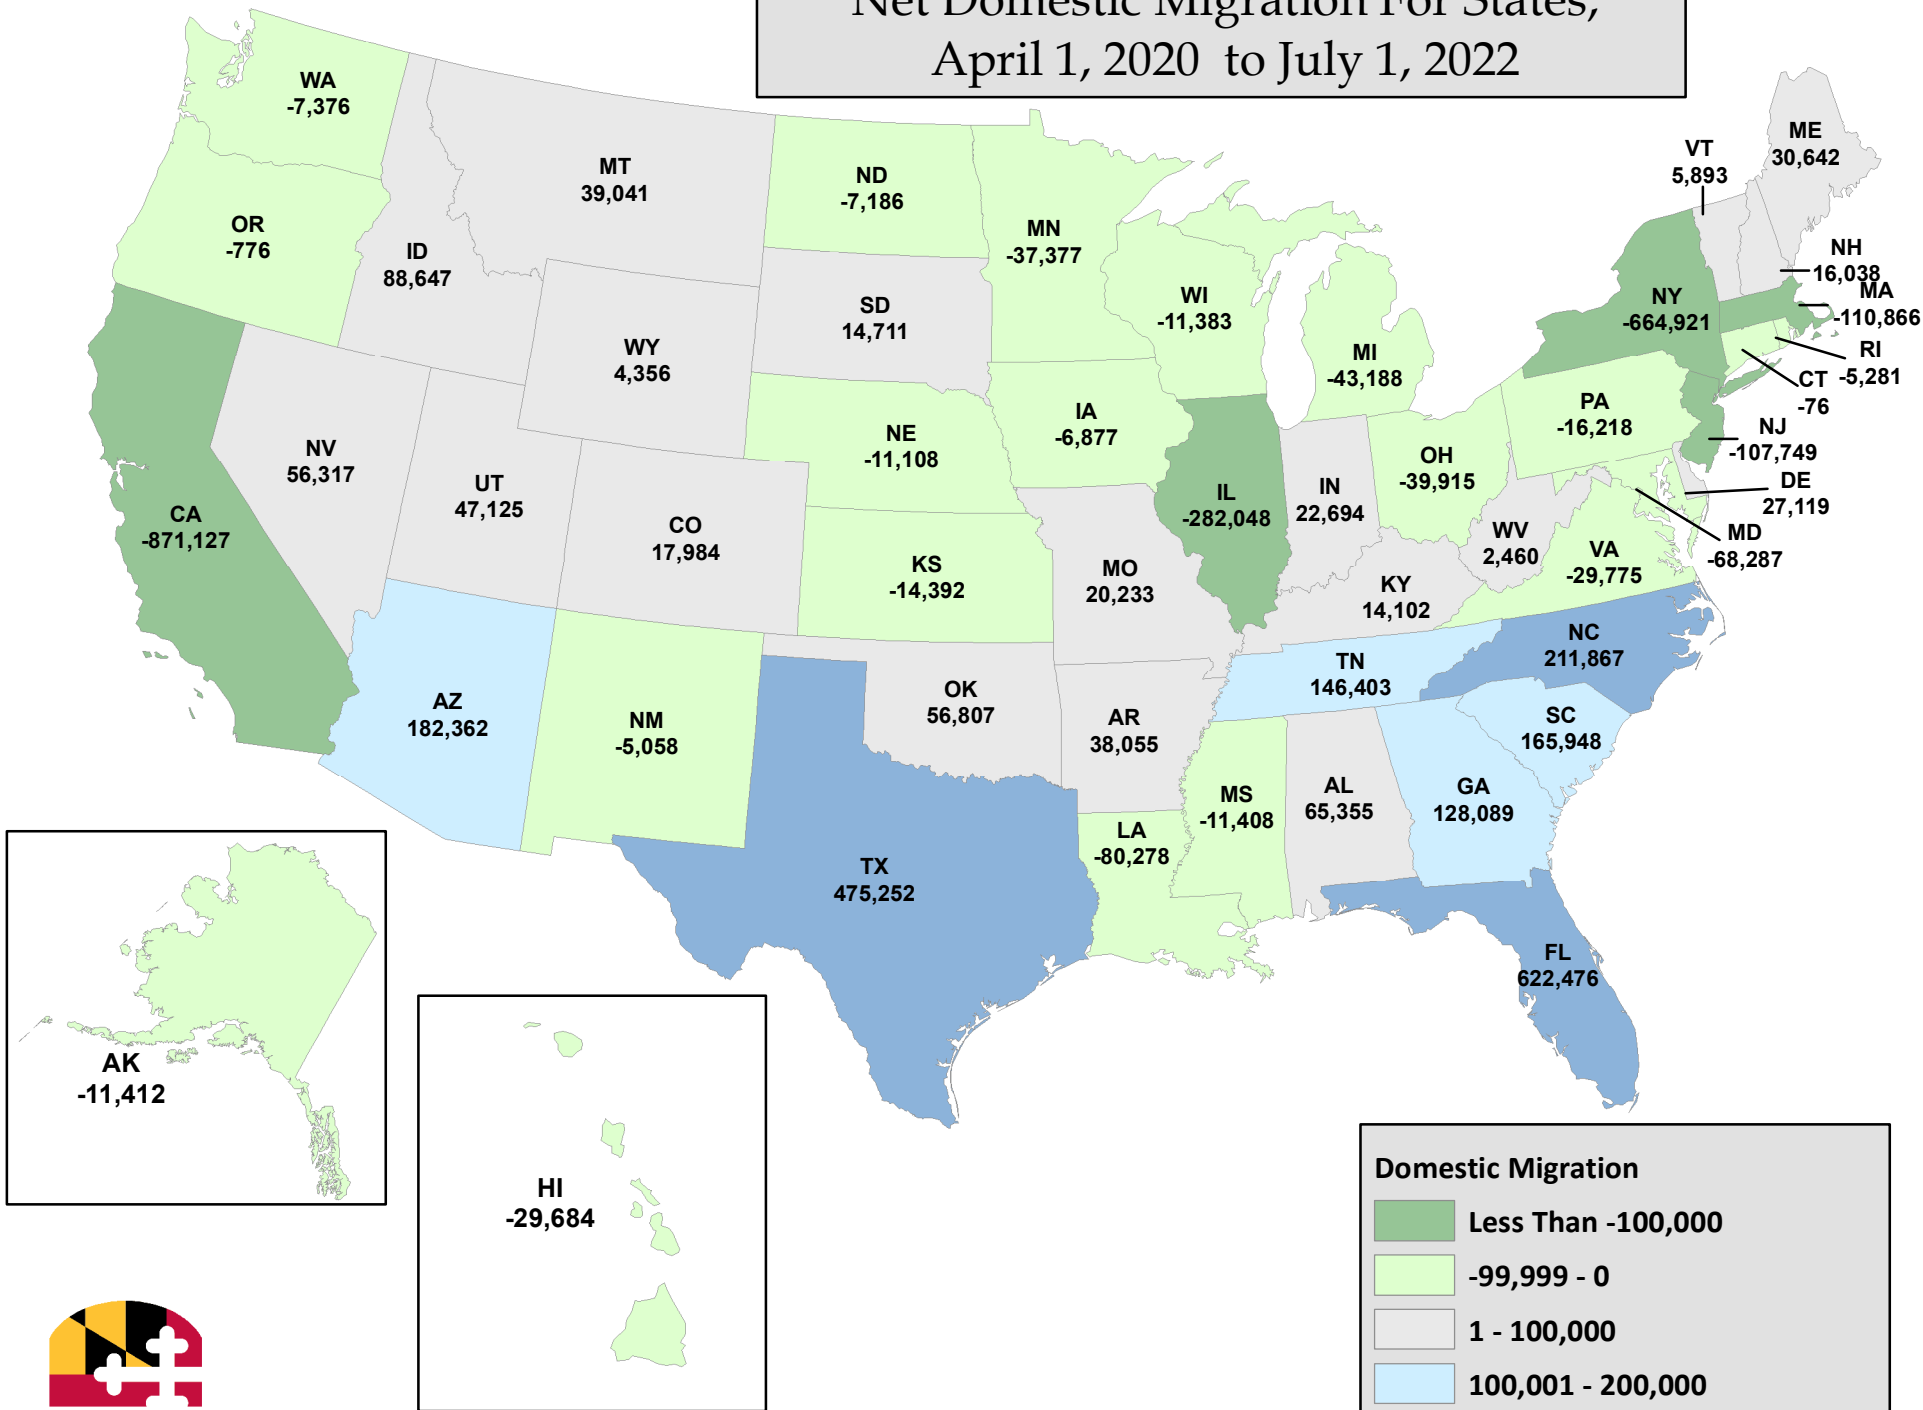 Net Domestic Migration For States,
April 1, 2020 to July 1, 2022
WA
-7,376
MT
39,041
ND
-7,186
MN
-37,377
VT
5,893
ME
30,642
OR
-776
ID
88,647
NH
16,038
SD
14,711
WI
-11,383
NY
-664,921
MA
-110,866
WY
4,356
MI
-43,188
RI
-5,281
CT
-76
IA
-6,877
PA
-16,218
NV
56,317
NE
-11,108
NJ
-107,749
UT
47,125
OH
-39,915
IL
-282,048
IN
22,694
DE
27,119
CA
-871,127
CO
17,984
WV
2,460
MD
-68,287
KS
-14,392
MO
20,233
VA
-29,775
KY
14,102
NC
211,867
AZ
182,362
NM
-5,058
OK
56,807
TN
146,403
AR
38,055
SC
165,948
MS
-11,408
AL
65,355
GA
128,089
LA
-80,278
TX
475,252
FL
622,476
AK
-11,412
HI
-29,684
Domestic Migration
Less Than -100,000
-99,999 - 0
1 - 100,000
100,001 - 200,000